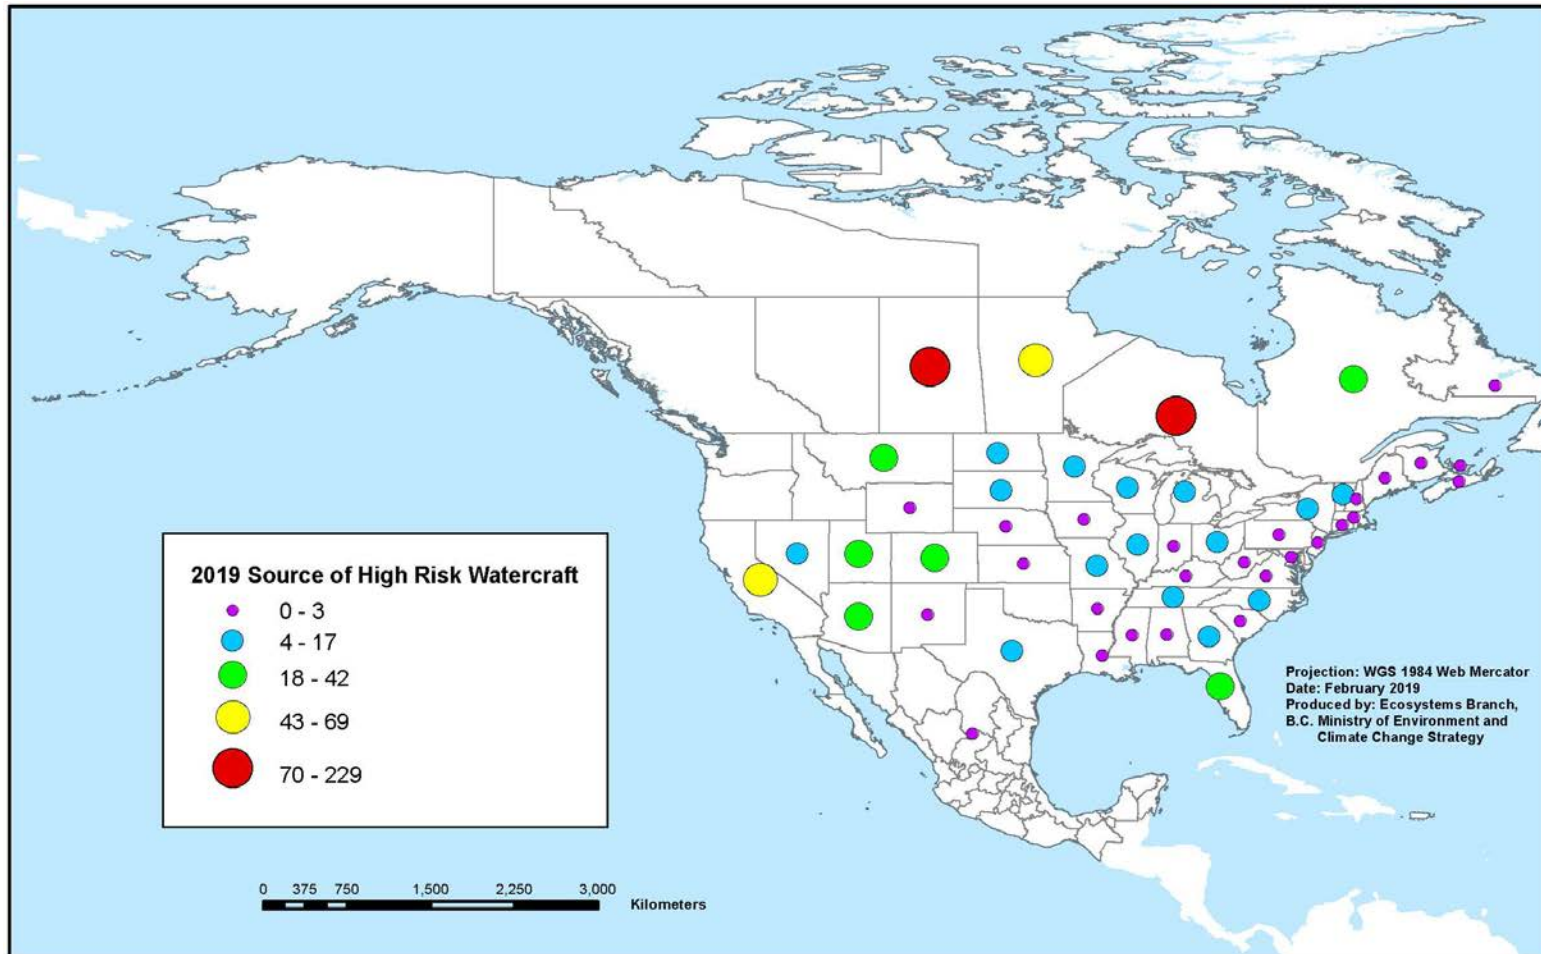 2019 Source of High Risk Watercraft
0 - 3
4 - 17
18 - 42
43 - 69
70 - 229
Projection: WGS 1984 Web Mercator
Date: February 2019
Produced by: Ecosystems Branch,
B.C. Ministry of Environment and
Climate Change Strategy
0 375 750 1,500 2,250 3,000
Kilometers